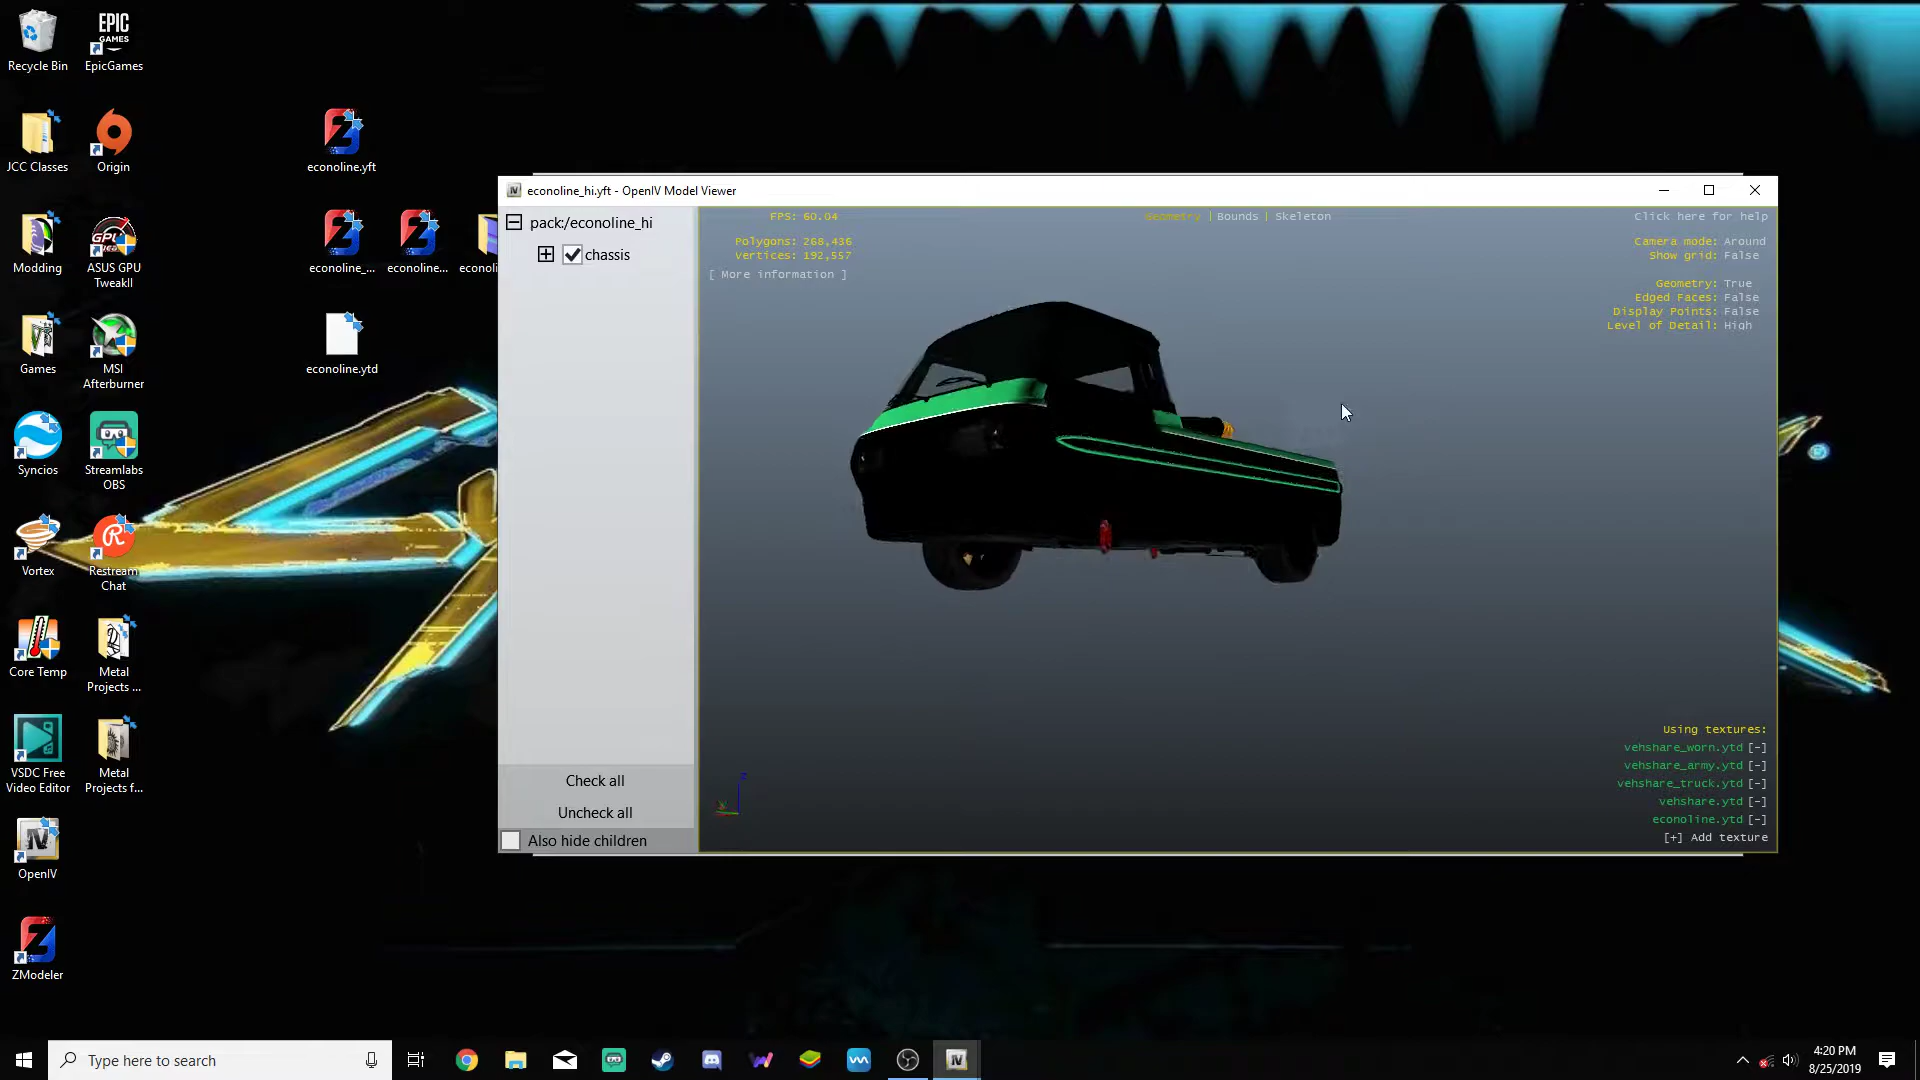 Recycle Bin
EPIC
GAMES
EpicGames
JCC Classes
Origin
econoline.yft
Modding
ASUS GPU
TweakII
econoline_...
econoline...
Games
MSI
Afterburner
econoline.ytd
Syncios
Streamlabs
OBS
Vortex
Restream
Chat
Core Temp
Metal
Projects ...
VSDC Free
Video Editor
Metal
Projects f...
OpenIV
ZModeler
econoline_hi.yft - OpenIV Model Viewer
pack:/econoline_hi
chassis
Check all
Uncheck all
Also hide children
FPS: 60.04
Polygons: 268,436
Vertices: 192,557
[ More information ]
Geometry | Bounds | Skeleton
Click here for help
Camera mode: Around
Show grid: False
Geometry: True
Edged Faces: False
Display Points: False
Level of Detail: High
Using textures:
vehshare_worn.ytd [-]
vehshare_army.ytd [-]
vehshare_truck.ytd [-]
vehshare.ytd [-]
econoline.ytd [-]
[+] Add texture
Type here to search
4:20 PM
8/25/2019